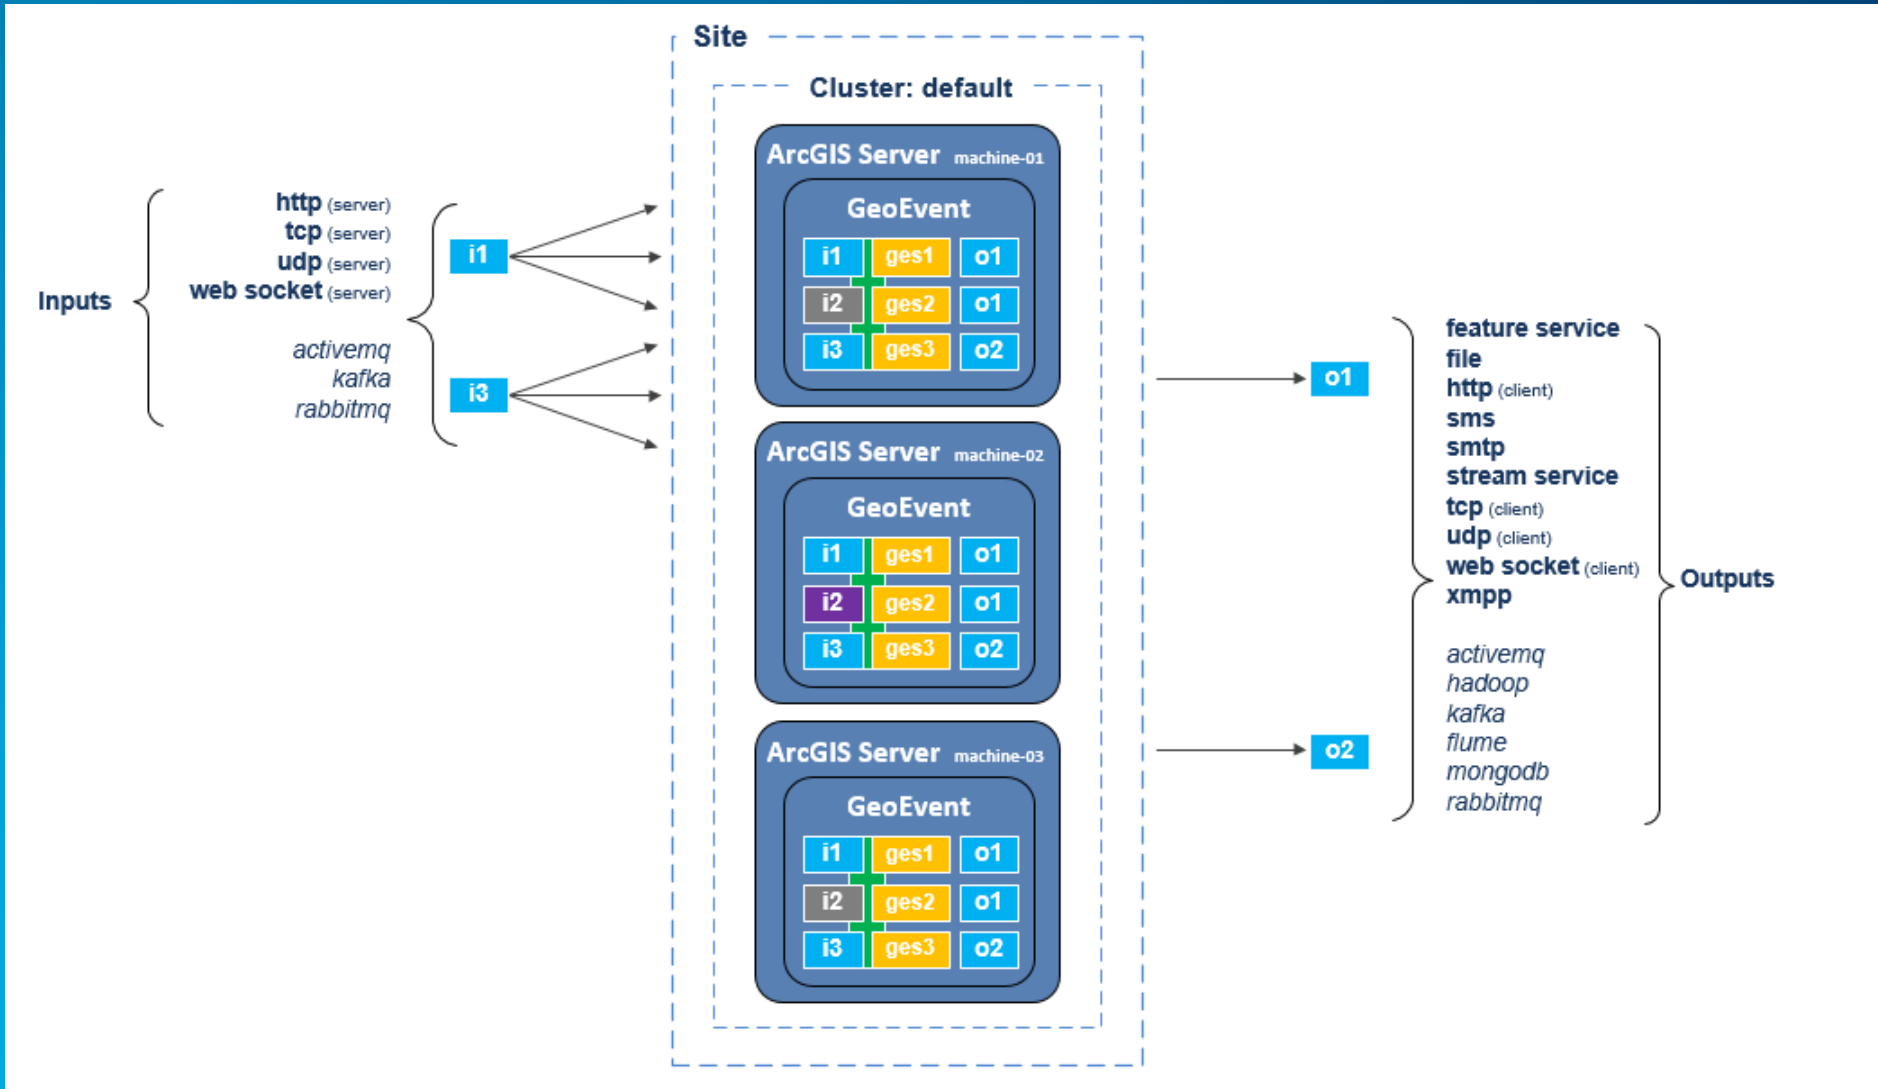 Site
Cluster: default
Inputs
http (server)
tcp (server)
udp (server)
web socket (server)
activemq
kafka
rabbitmq
i1
i3
ArcGIS Server machine-01
GeoEvent
i1 ges1 o1
i2 ges2 o1
i3 ges3 o2
ArcGIS Server machine-02
GeoEvent
i1 ges1 o1
i2 ges2 o1
i3 ges3 o2
ArcGIS Server machine-03
GeoEvent
i1 ges1 o1
i2 ges2 o1
i3 ges3 o2
o1
o2
feature service
file
http (client)
sms
smtp
stream service
tcp (client)
udp (client)
web socket (client)
xmpp
activemq
hadoop
kafka
flume
mongodb
rabbitmq
Outputs